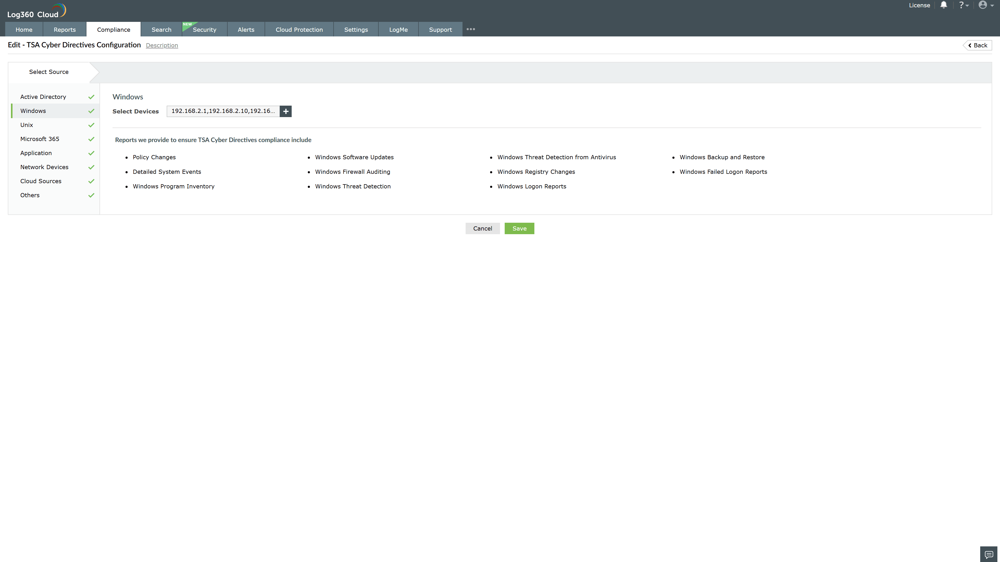 License
Log360 Cloud
Home Reports Compliance Search NEW Security Alerts Cloud Protection Settings LogMe Support
Edit - TSA Cyber Directives Configuration Description Back
Select Source
Active Directory
Windows
Unix
Microsoft 365
Application
Network Devices
Cloud Sources
Others
Windows
Select Devices 192.168.2.1,192.168.2.10,192.16...
Reports we provide to ensure TSA Cyber Directives compliance include
Policy Changes Windows Software Updates Windows Threat Detection from Antivirus Windows Backup and Restore
Detailed System Events Windows Firewall Auditing Windows Registry Changes Windows Failed Logon Reports
Windows Program Inventory Windows Threat Detection Windows Logon Reports
Cancel Save